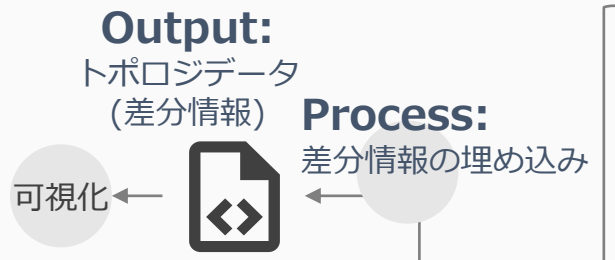 Output:
トポロジデータ
(差分情報)
Process:
差分情報の埋め込み
可視化